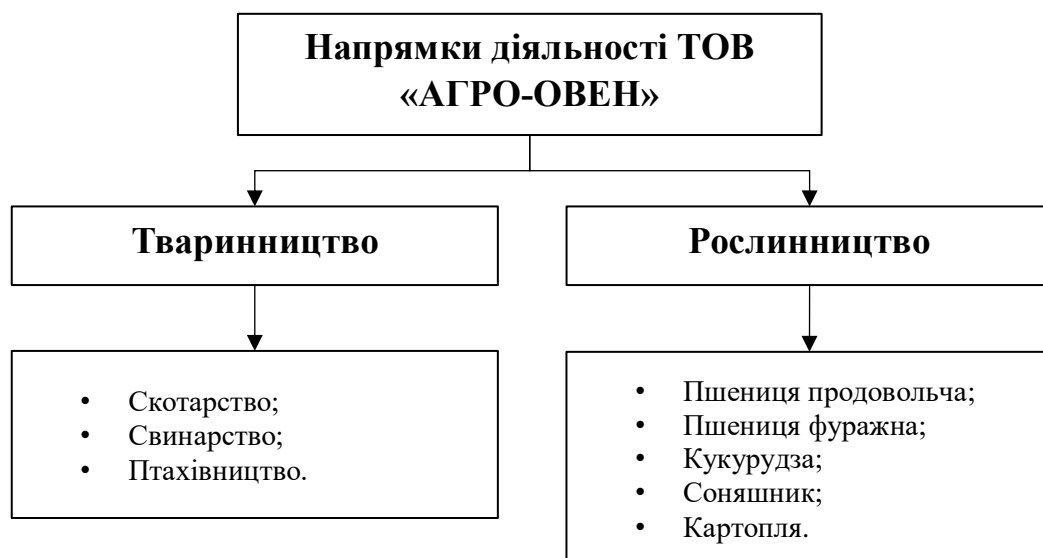 Напрямки діяльності ТОВ
«АГРО-ОВЕН»
Тваринництво
Рослинництво
• Скотарство;
• Свинарство;
• Птахівництво.
• Пшениця продовольча;
• Пшениця фуражна;
• Кукурудза;
• Соняшник;
• Картопля.